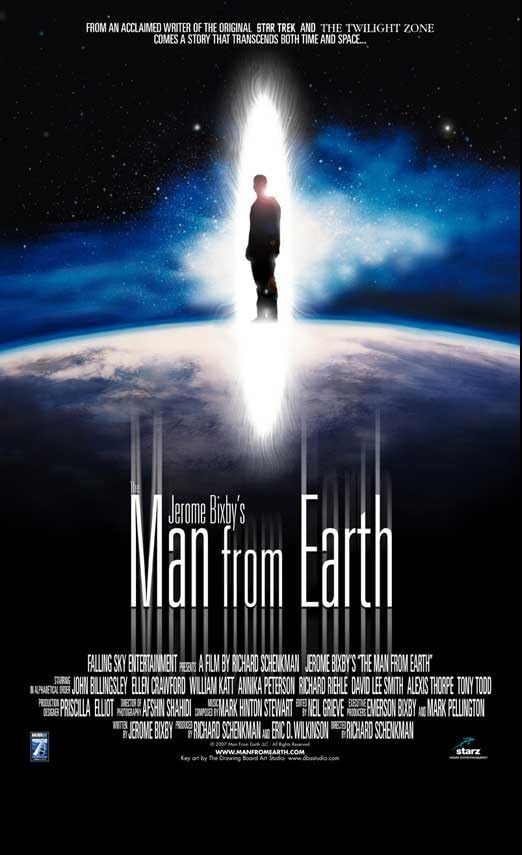 FROM AN ACCLAIMED WRITER OF THE ORIGINAL STAR TREK AND THE TWILIGHT ZONE
COMES A STORY THAT TRANSCENDS BOTH TIME AND SPACE...
The
Jerome Bixby's
Man from Earth
FALLING SKY ENTERTAINMENT PRESENTS A FILM BY RICHARD SCHENKMAN JEROME BIXBY'S "THE MAN FROM EARTH"
STARRING IN ALPHABETICAL ORDER JOHN BILLINGSLEY ELLEN CRAWFORD WILLIAM KATT ANNIKA PETERSON RICHARD RIEHLE DAVID LEE SMITH ALEXIS THORPE TONY TODD
PRODUCTION DESIGNER PRISCILLA ELLIOT DIRECTOR OF PHOTOGRAPHY AFSHIN SHAHIDI MUSIC COMPOSED BY MARK HINTON STEWART EDITED BY NEIL GRIEVE EXECUTIVE PRODUCERS EMERSON BIXBY AND MARK PELLINGTON
WRITTEN BY JEROME BIXBY PRODUCED BY RICHARD SCHENKMAN AND ERIC D. WILKINSON DIRECTED BY RICHARD SCHENKMAN
© 2007 Man From Earth LLC All Rights Reserved
WWW.MANFROMEARTH.COM
Key art by The Drawing Board Art Studio www.dbastudio.com
starz
HOME ENTERTAINMENT